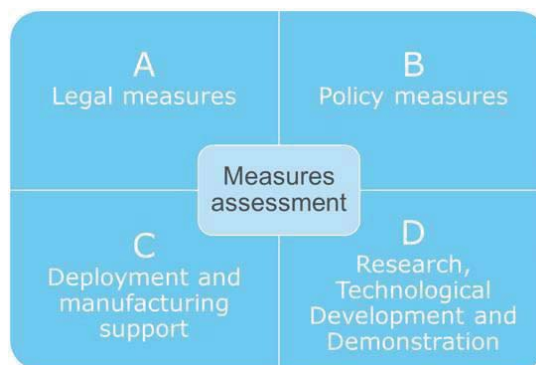 A
Legal measures
B
Policy measures
Measures
assessment
C
Deployment and
manufacturing
support
D
Research,
Technological
Development and
Demonstration